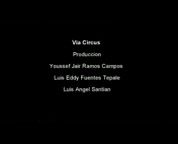 Via Circus
Produccion
Youssef Jair Ramos Campos
Luis Eddy Fuentes Tepale
Luis Angel Santian